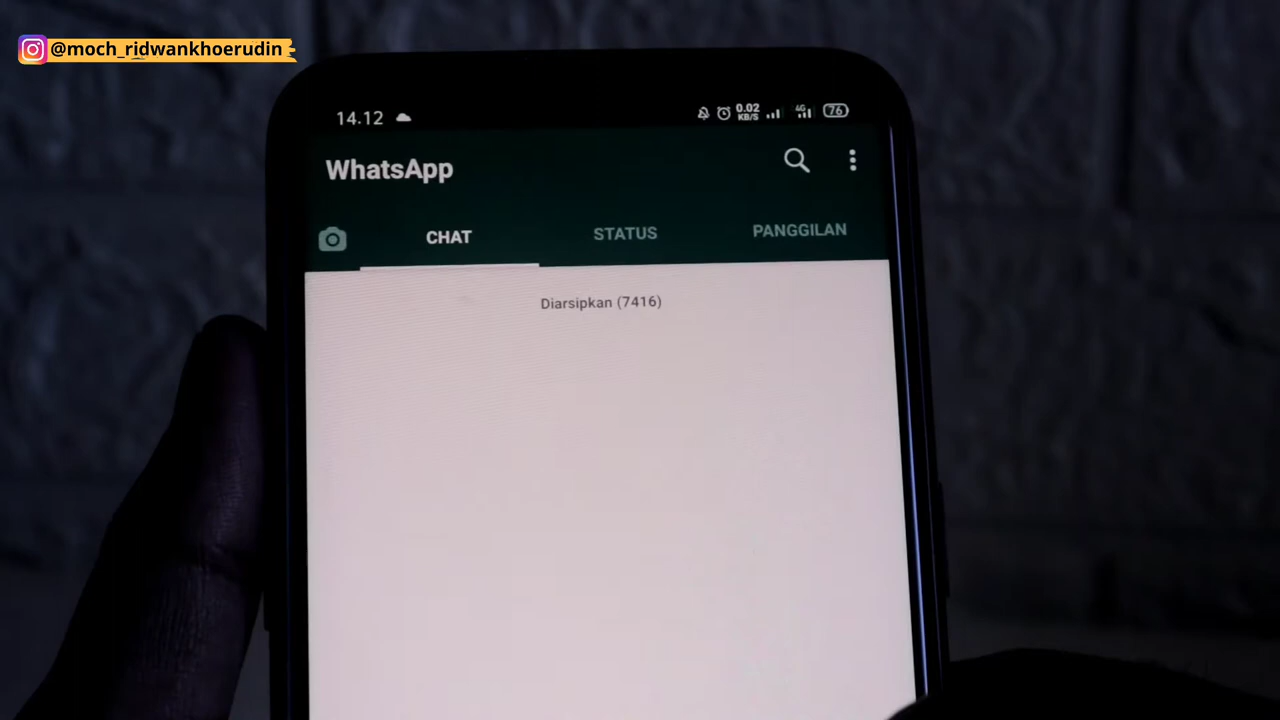 @moch_ridwankhoerudin
14.12
0.02
KB/S
4G
76
WhatsApp
CHAT
STATUS
PANGGILAN
Diarsipkan (7416)